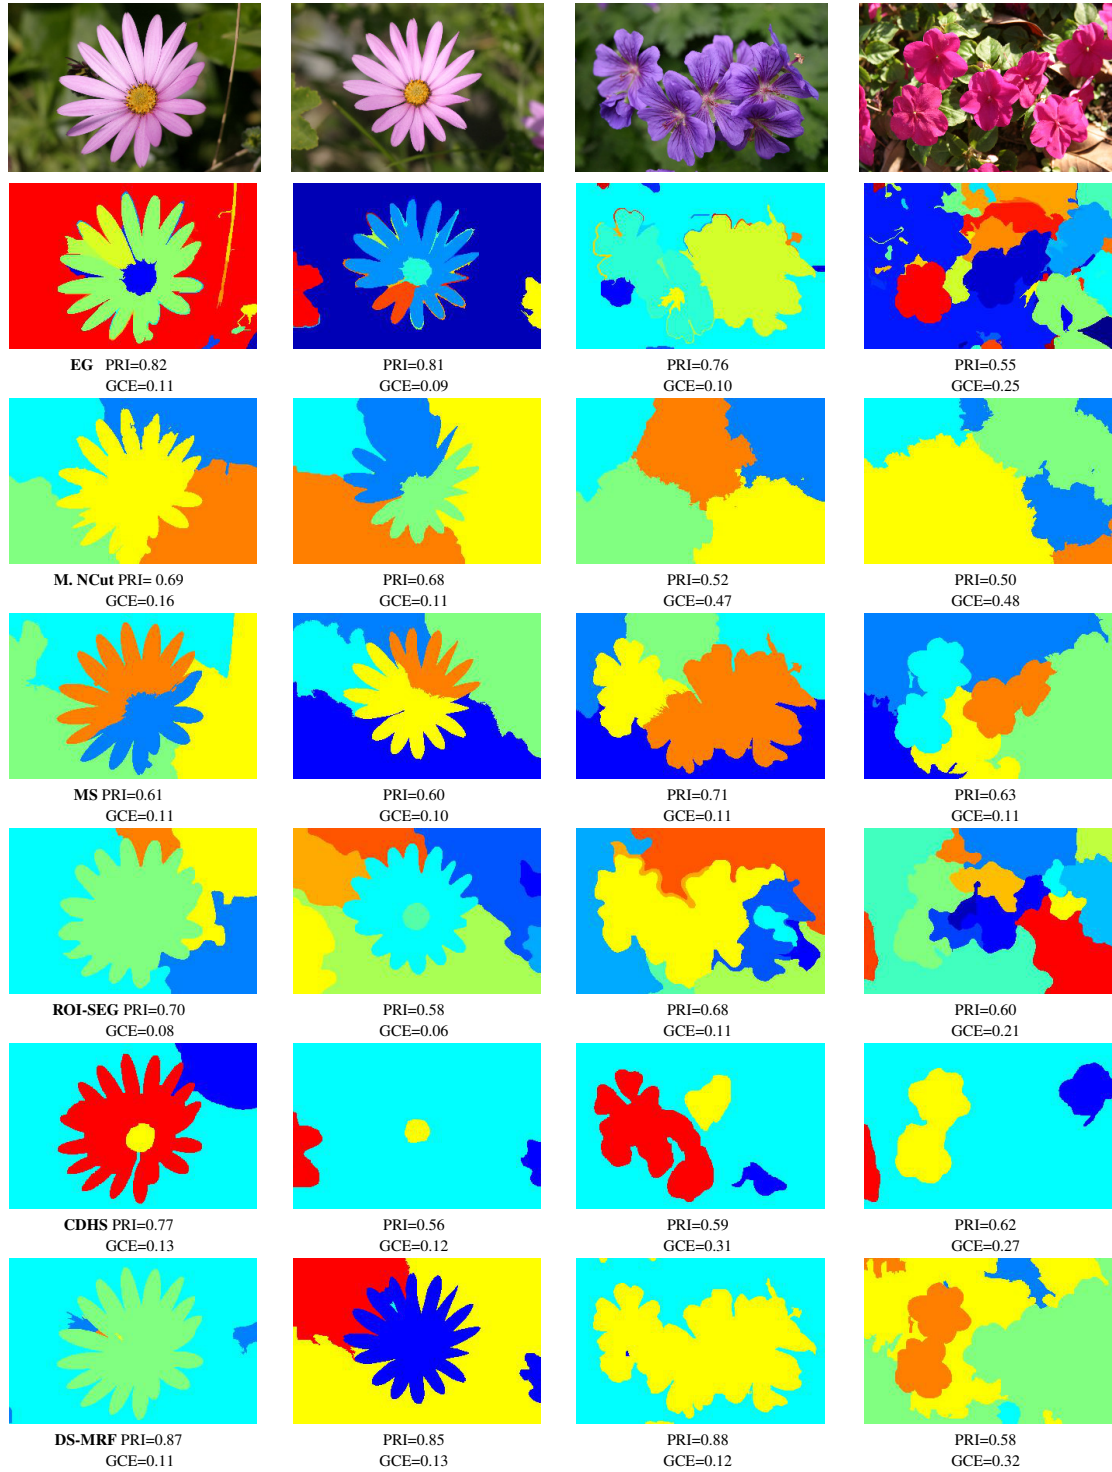 EG PRI=0.82 PRI=0.81 PRI=0.76 PRI=0.55
GCE=0.11 GCE=0.09 GCE=0.10 GCE=0.25
M. NCut PRI= 0.69 PRI=0.68 PRI=0.52 PRI=0.50
GCE=0.16 GCE=0.11 GCE=0.47 GCE=0.48
MS PRI=0.61 PRI=0.60 PRI=0.71 PRI=0.63
GCE=0.11 GCE=0.10 GCE=0.11 GCE=0.11
ROI-SEG PRI=0.70 PRI=0.58 PRI=0.68 PRI=0.60
GCE=0.08 GCE=0.06 GCE=0.11 GCE=0.21
CDHS PRI=0.77 PRI=0.56 PRI=0.59 PRI=0.62
GCE=0.13 GCE=0.12 GCE=0.31 GCE=0.27
DS-MRF PRI=0.87 PRI=0.85 PRI=0.88 PRI=0.58
GCE=0.11 GCE=0.13 GCE=0.12 GCE=0.32